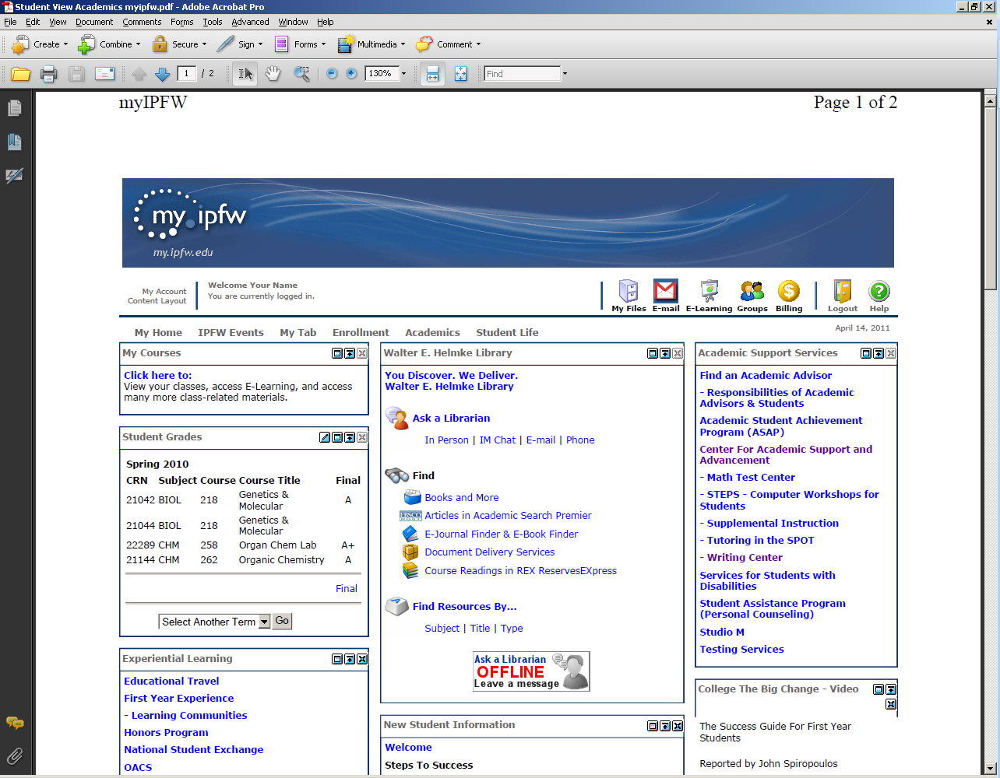 Student View Academics myipfw.pdf - Adobe Acrobat Pro
File Edit View Document Comments Forms Tools Advanced Window Help
Create Combine Secure Sign Forms Multimedia Comment
1 / 2 130% Find
myIPFW Page 1 of 2
my.ipfw
my.ipfw.edu
My Account
Content Layout
Welcome Your Name
You are currently logged in.
My Files E-mail E-Learning Groups Billing Logout Help
My Home IPFW Events My Tab Enrollment Academics Student Life
April 14, 2011
My Courses
Click here to:
View your classes, access E-Learning, and access
many more class-related materials.
Student Grades
Spring 2010
CRN Subject Course Course Title Final
21042 BIOL 218 Genetics & Molecular A
21044 BIOL 218 Genetics & Molecular
22289 CHM 258 Organ Chem Lab A+
21144 CHM 262 Organic Chemistry A
Final
Select Another Term Go
Experiential Learning
Educational Travel
First Year Experience
- Learning Communities
Honors Program
National Student Exchange
OACS
Walter E. Helmke Library
You Discover. We Deliver.
Walter E. Helmke Library
Ask a Librarian
In Person | IM Chat | E-mail | Phone
Find
Books and More
EBSCO HOST Articles in Academic Search Premier
E-Journal Finder & E-Book Finder
Document Delivery Services
Course Readings in REX ReservesEXpress
Find Resources By...
Subject | Title | Type
Ask a Librarian
OFFLINE
Leave a message
New Student Information
Welcome
Steps To Success
Academic Support Services
Find an Academic Advisor
- Responsibilities of Academic
Advisors & Students
Academic Student Achievement
Program (ASAP)
Center For Academic Support and
Advancement
- Math Test Center
- STEPS - Computer Workshops for
Students
- Supplemental Instruction
- Tutoring in the SPOT
- Writing Center
Services for Students with
Disabilities
Student Assistance Program
(Personal Counseling)
Studio M
Testing Services
College The Big Change - Video
The Success Guide For First Year
Students
Reported by John Spiropoulos